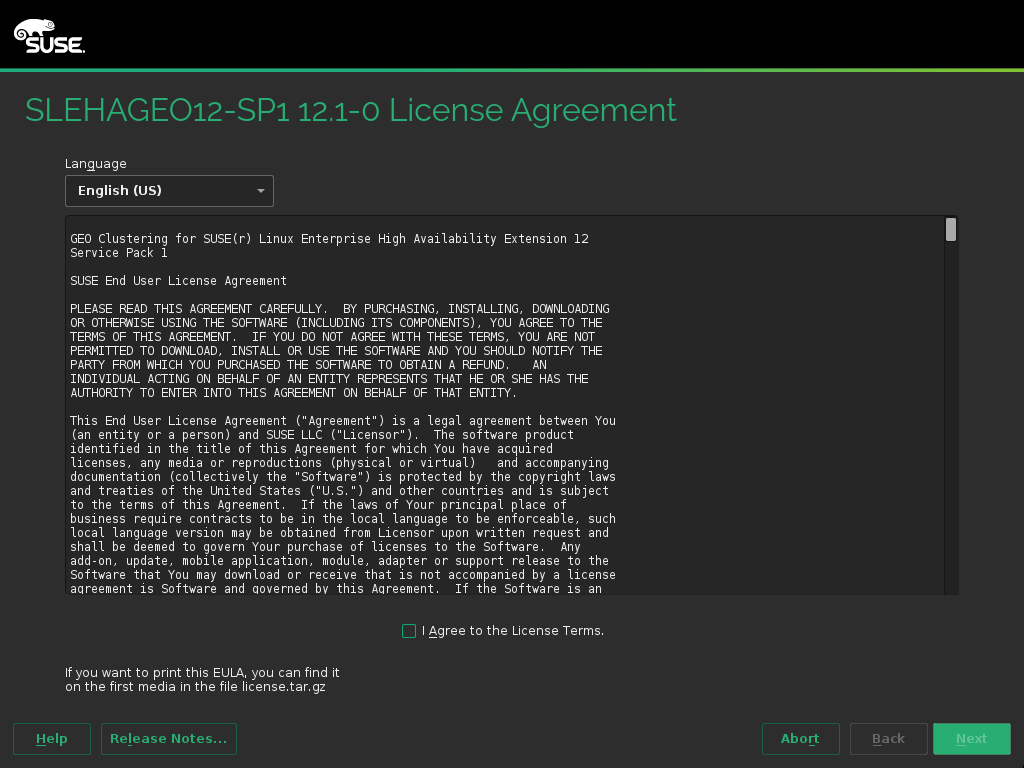 SUSE.
SLEHAGEO12-SP1 12.1-0 License Agreement
Language
English (US)
GEO Clustering for SUSE(r) Linux Enterprise High Availability Extension 12
Service Pack 1
SUSE End User License Agreement
PLEASE READ THIS AGREEMENT CAREFULLY.  BY PURCHASING, INSTALLING, DOWNLOADING
OR OTHERWISE USING THE SOFTWARE (INCLUDING ITS COMPONENTS), YOU AGREE TO THE
TERMS OF THIS AGREEMENT.  IF YOU DO NOT AGREE WITH THESE TERMS, YOU ARE NOT
PERMITTED TO DOWNLOAD, INSTALL OR USE THE SOFTWARE AND YOU SHOULD NOTIFY THE
PARTY FROM WHICH YOU PURCHASED THE SOFTWARE TO OBTAIN A REFUND.   AN
INDIVIDUAL ACTING ON BEHALF OF AN ENTITY REPRESENTS THAT HE OR SHE HAS THE
AUTHORITY TO ENTER INTO THIS AGREEMENT ON BEHALF OF THAT ENTITY.
This End User License Agreement ("Agreement") is a legal agreement between You
(an entity or a person) and SUSE LLC ("Licensor").  The software product
identified in the title of this Agreement for which You have acquired
licenses, any media or reproductions (physical or virtual)   and accompanying
documentation (collectively the "Software") is protected by the copyright laws
and treaties of the United States ("U.S.") and other countries and is subject
to the terms of this Agreement.  If the laws of Your principal place of
business require contracts to be in the local language to be enforceable, such
local language version may be obtained from Licensor upon written request and
shall be deemed to govern Your purchase of licenses to the Software.  Any
add-on, update, mobile application, module, adapter or support release to the
Software that You may download or receive that is not accompanied by a license
agreement is Software and governed by this Agreement.  If the Software is an
I Agree to the License Terms.
If you want to print this EULA, you can find it
on the first media in the file license.tar.gz
Help Release Notes... Abort Back Next